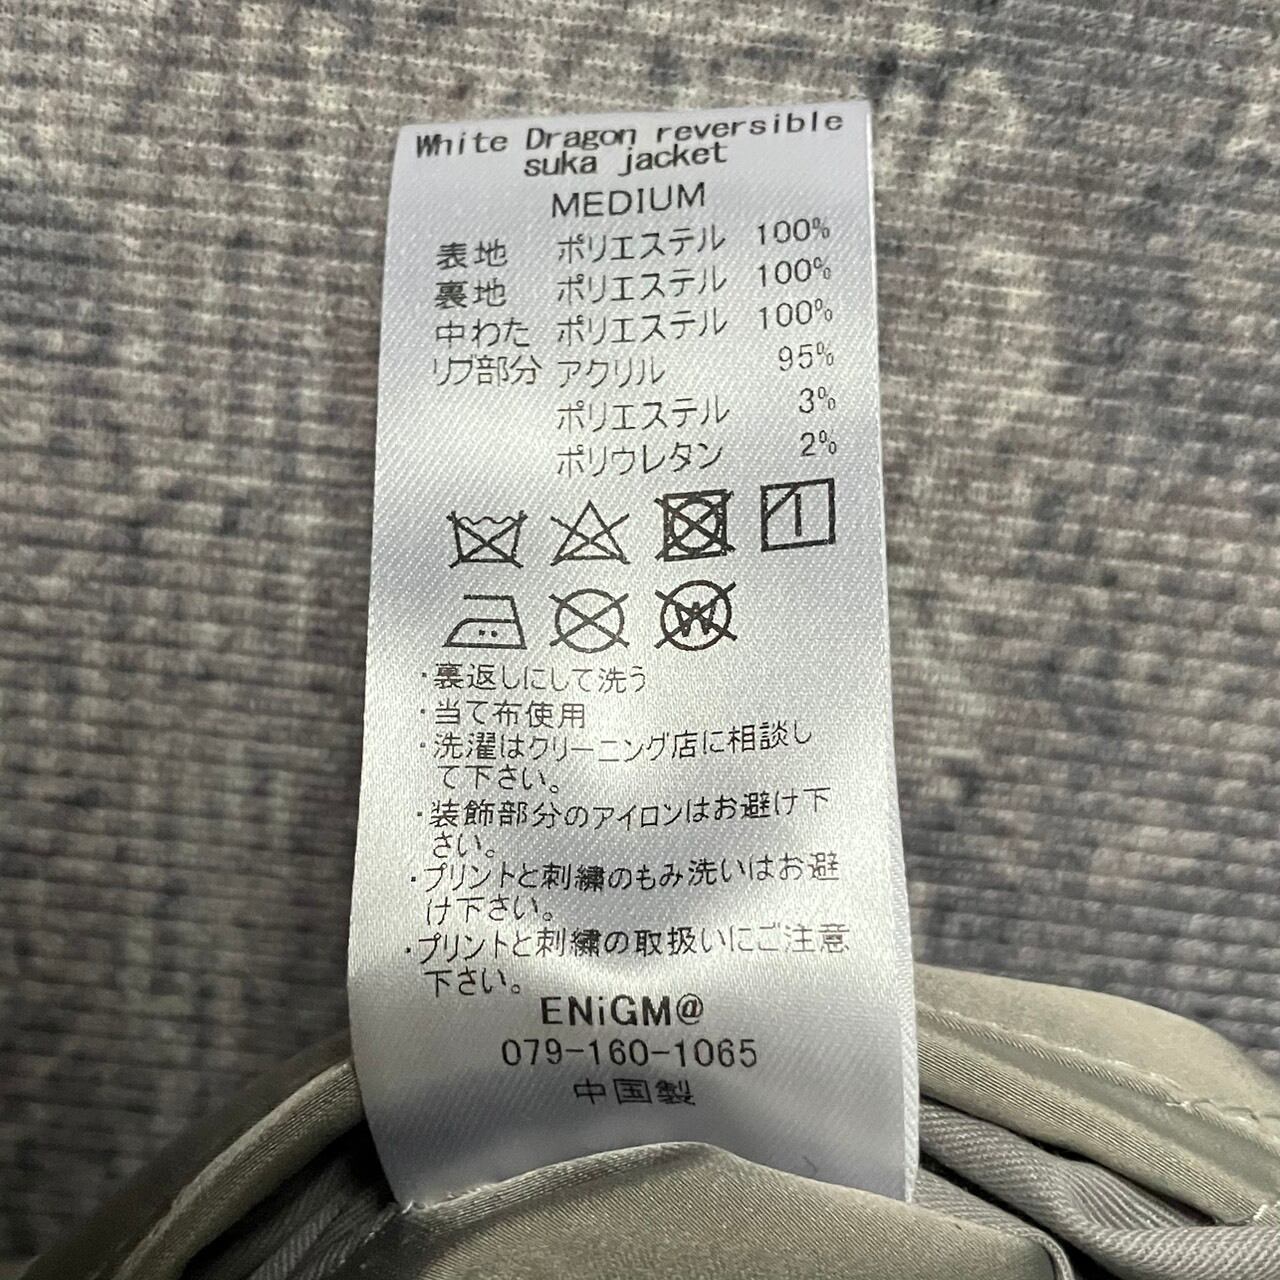 White Dragon reversible
suka jacket
MEDIUM
表地 ポリエステル 100%
裏地 ポリエステル 100%
中わた ポリエステル 100%
リブ部分 アクリル 95%
ポリエステル 3%
ポリウレタン 2%
W
・裏返しにして洗う
・当て布使用
・洗濯はクリーニング店に相談し
て下さい。
・装飾部分のアイロンはお避け下
さい。
・プリントと刺繍のもみ洗いはお避
け下さい。
・プリントと刺繍の取扱いにご注意
下さい。
ENiGM@
079-160-1065
中国製